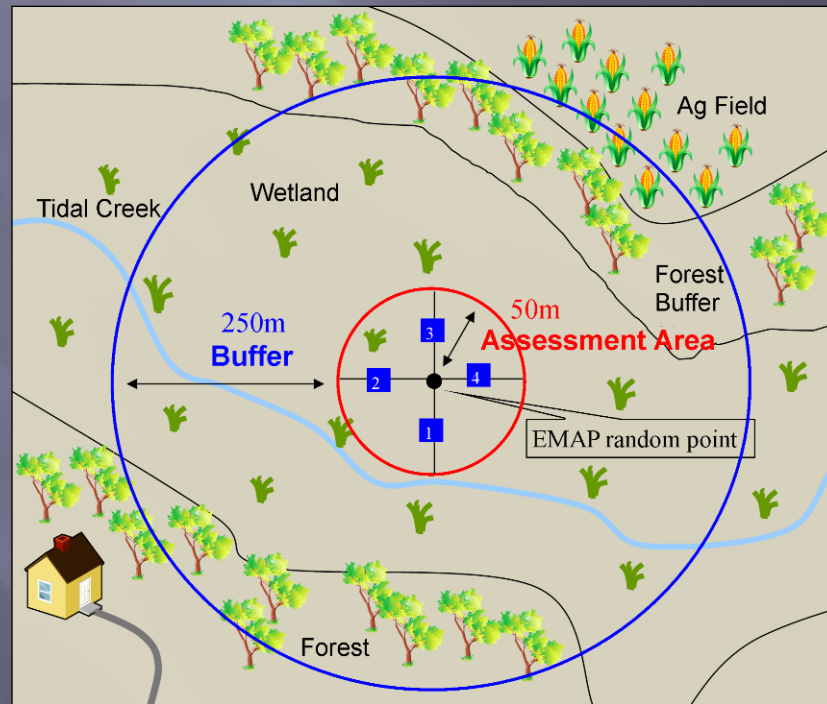 Ag Field
Wetland
Tidal Creek
Forest
Buffer
250m
Buffer
50m
Assessment Area
3
2
4
1
EMAP random point
Forest